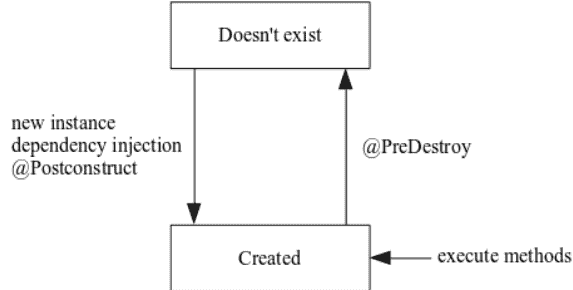 Doesn't exist
new instance
dependency injection
@Postconstruct
@PreDestroy
Created
execute methods